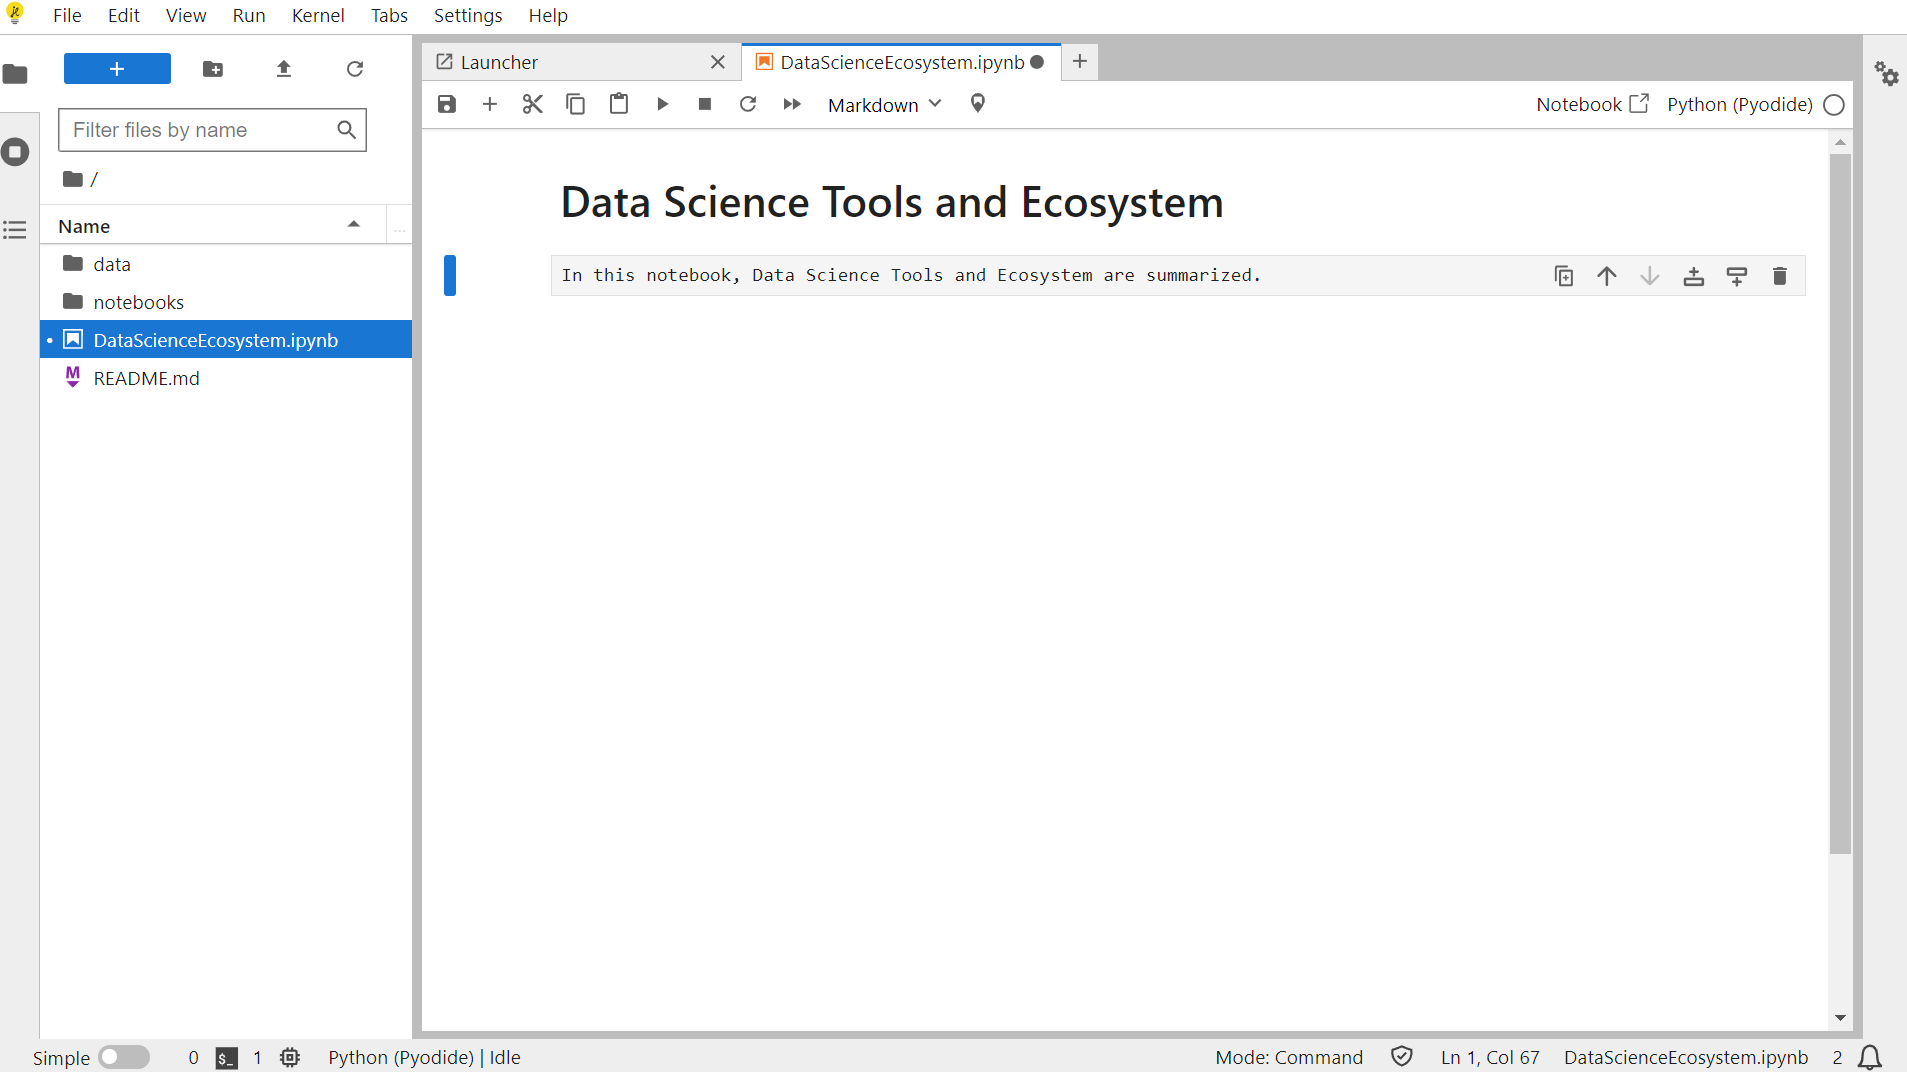 File Edit View Run Kernel Tabs Settings Help
Launcher
DataScienceEcosystem.ipynb
Markdown
Notebook
Python (Pyodide)
Filter files by name
/
Name
...
data
notebooks
DataScienceEcosystem.ipynb
README.md
Data Science Tools and Ecosystem
In this notebook, Data Science Tools and Ecosystem are summarized.
Simple 0 $_ 1 Python (Pyodide) | Idle Mode: Command Ln 1, Col 67 DataScienceEcosystem.ipynb 2